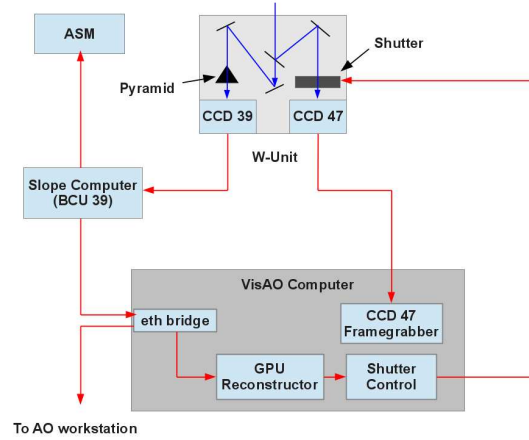 ASM
Shutter
Pyramid
CCD 39
CCD 47
W-Unit
Slope Computer
(BCU 39)
VisAO Computer
eth bridge
CCD 47
Framegrabber
GPU
Reconstructor
Shutter
Control
To AO workstation